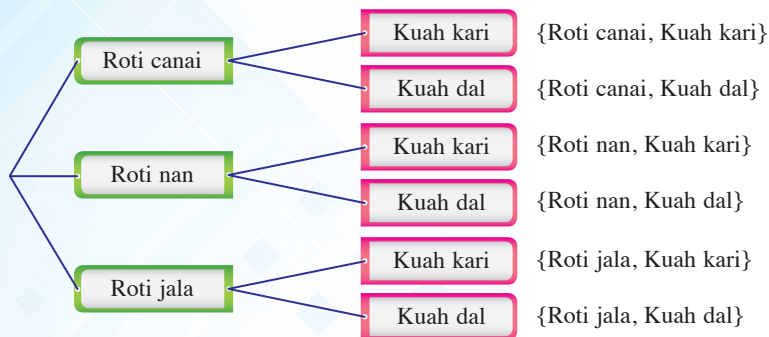 Kuah kari {Roti canai, Kuah kari}
Roti canai
Kuah dal {Roti canai, Kuah dal}
Kuah kari {Roti nan, Kuah kari}
Roti nan
Kuah dal {Roti nan, Kuah dal}
Kuah kari {Roti jala, Kuah kari}
Roti jala
Kuah dal {Roti jala, Kuah dal}